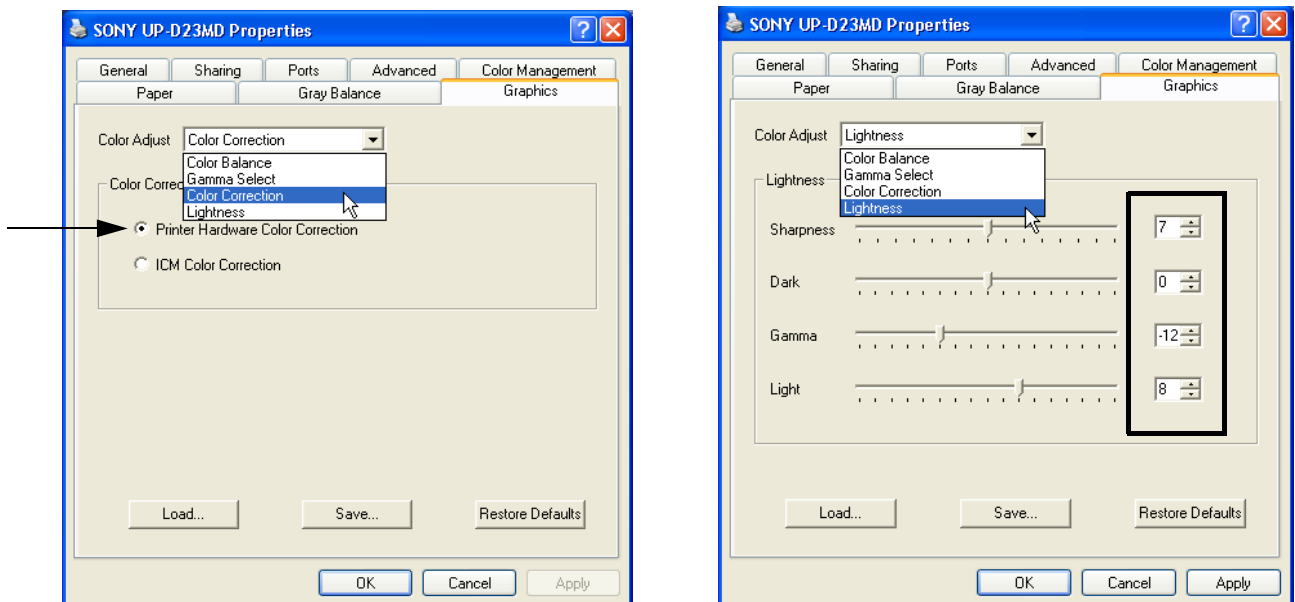 SONY UP-D23MD Properties
General Sharing Ports Advanced Color Management
Paper Gray Balance Graphics
Color Adjust Color Correction
Color Balance
Gamma Select
Color Correction
Lightness
Color Correc
Printer Hardware Color Correction
ICM Color Correction
Load... Save... Restore Defaults
OK Cancel Apply
SONY UP-D23MD Properties
General Sharing Ports Advanced Color Management
Paper Gray Balance Graphics
Color Adjust Lightness
Color Balance
Gamma Select
Color Correction
Lightness
Lightness
Sharpness 7
Dark 0
Gamma -12
Light 8
Load... Save... Restore Defaults
OK Cancel Apply